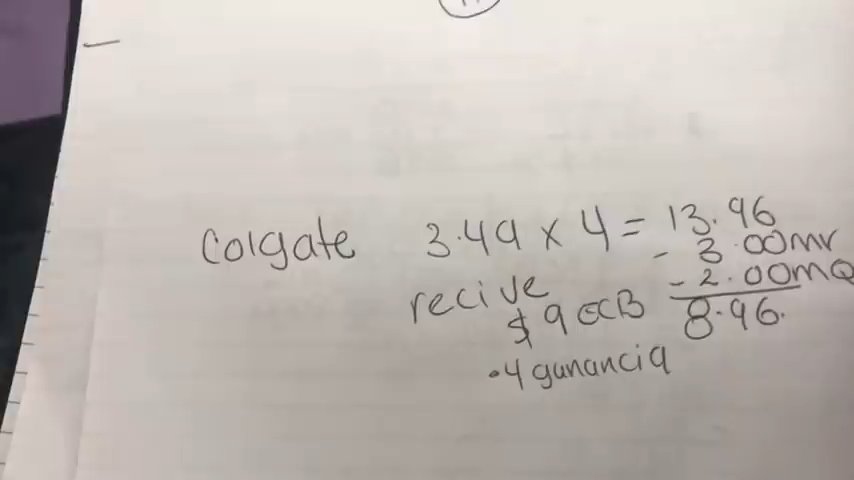 Colgate 3.49 x 4 = 13.96
- 3.00mr
- 2.00mQ
recive 8.96.
$9 ECB
.4 ganancia